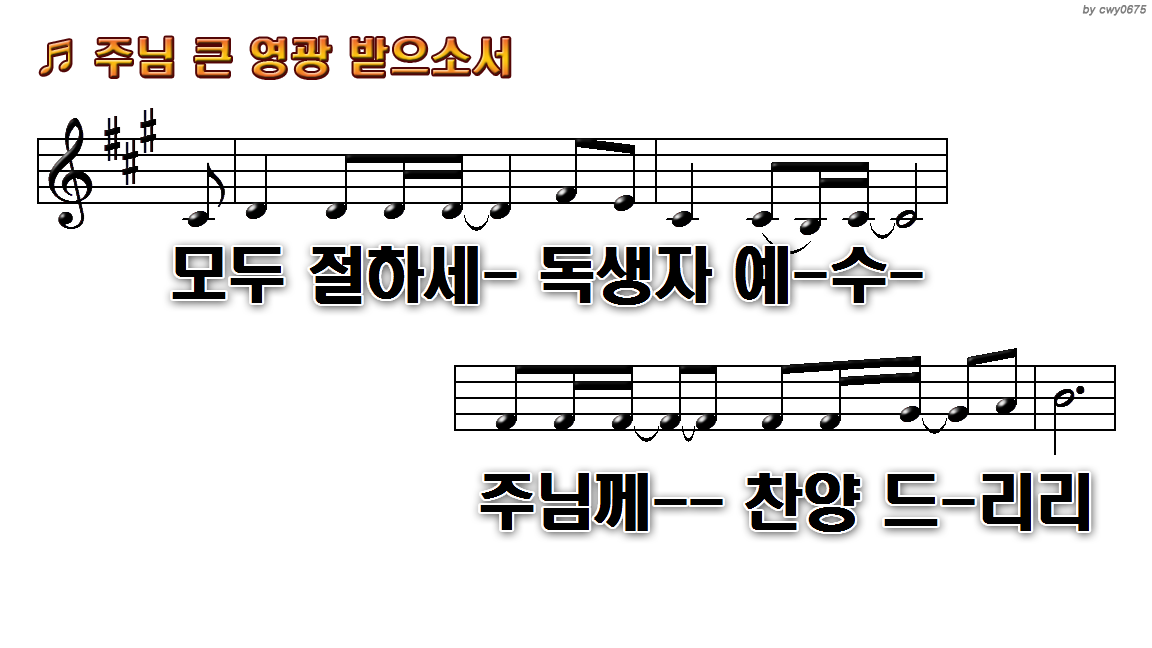 by cwy0675
♬ 주님 큰 영광 받으소서
모두 절하세- 독생자 예-수-
주님께-- 찬양 드-리리